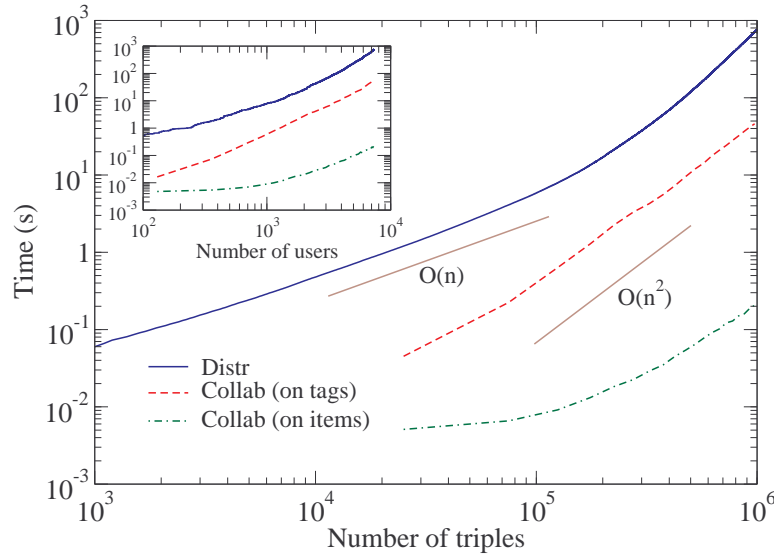 10^3
10^2
10^1
1
10^-1
10^-2
10^-3
Time (s)
10^3
10^2
10^1
1
10^-1
10^-2
10^-3
10^2
10^3
10^4
Number of users
O(n)
O(n^2)
Distr
Collab (on tags)
Collab (on items)
10^3
10^4
10^5
10^6
Number of triples